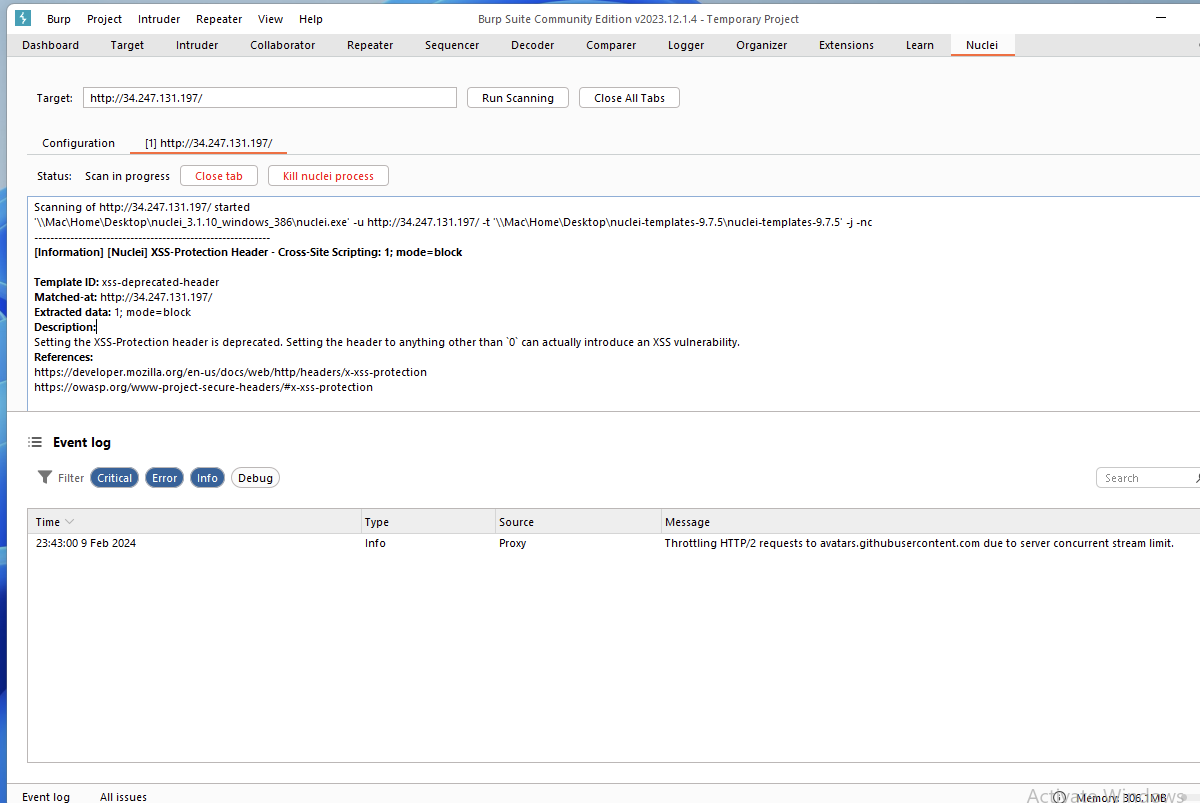 Burp Project Intruder Repeater View Help Burp Suite Community Edition v2023.12.1.4 - Temporary Project
Dashboard Target Intruder Collaborator Repeater Sequencer Decoder Comparer Logger Organizer Extensions Learn Nuclei
Target: http://34.247.131.197/ Run Scanning Close All Tabs
Configuration [1] http://34.247.131.197/
Status: Scan in progress Close tab Kill nuclei process
Scanning of http://34.247.131.197/ started
'\\Mac\Home\Desktop\nuclei_3.1.10_windows_386\nuclei.exe' -u http://34.247.131.197/ -t '\\Mac\Home\Desktop\nuclei-templates-9.7.5\nuclei-templates-9.7.5' -j -nc
-----------------------------------------------------------
[Information] [Nuclei] XSS-Protection Header - Cross-Site Scripting: 1; mode=block
Template ID: xss-deprecated-header
Matched-at: http://34.247.131.197/
Extracted data: 1; mode=block
Description:
Setting the XSS-Protection header is deprecated. Setting the header to anything other than `0` can actually introduce an XSS vulnerability.
References:
https://developer.mozilla.org/en-us/docs/web/http/headers/x-xss-protection
https://owasp.org/www-project-secure-headers/#x-xss-protection
Event log
Filter Critical Error Info Debug Search
Time Type Source Message
23:43:00 9 Feb 2024 Info Proxy Throttling HTTP/2 requests to avatars.githubusercontent.com due to server concurrent stream limit.
Event log All issues Memory: 306.1MB
Activate Windows